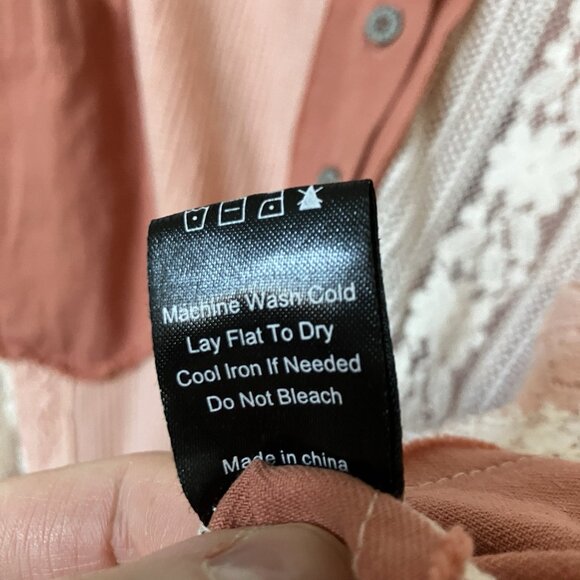 Machine Wash Cold
Lay Flat To Dry
Cool Iron If Needed
Do Not Bleach
Made in china